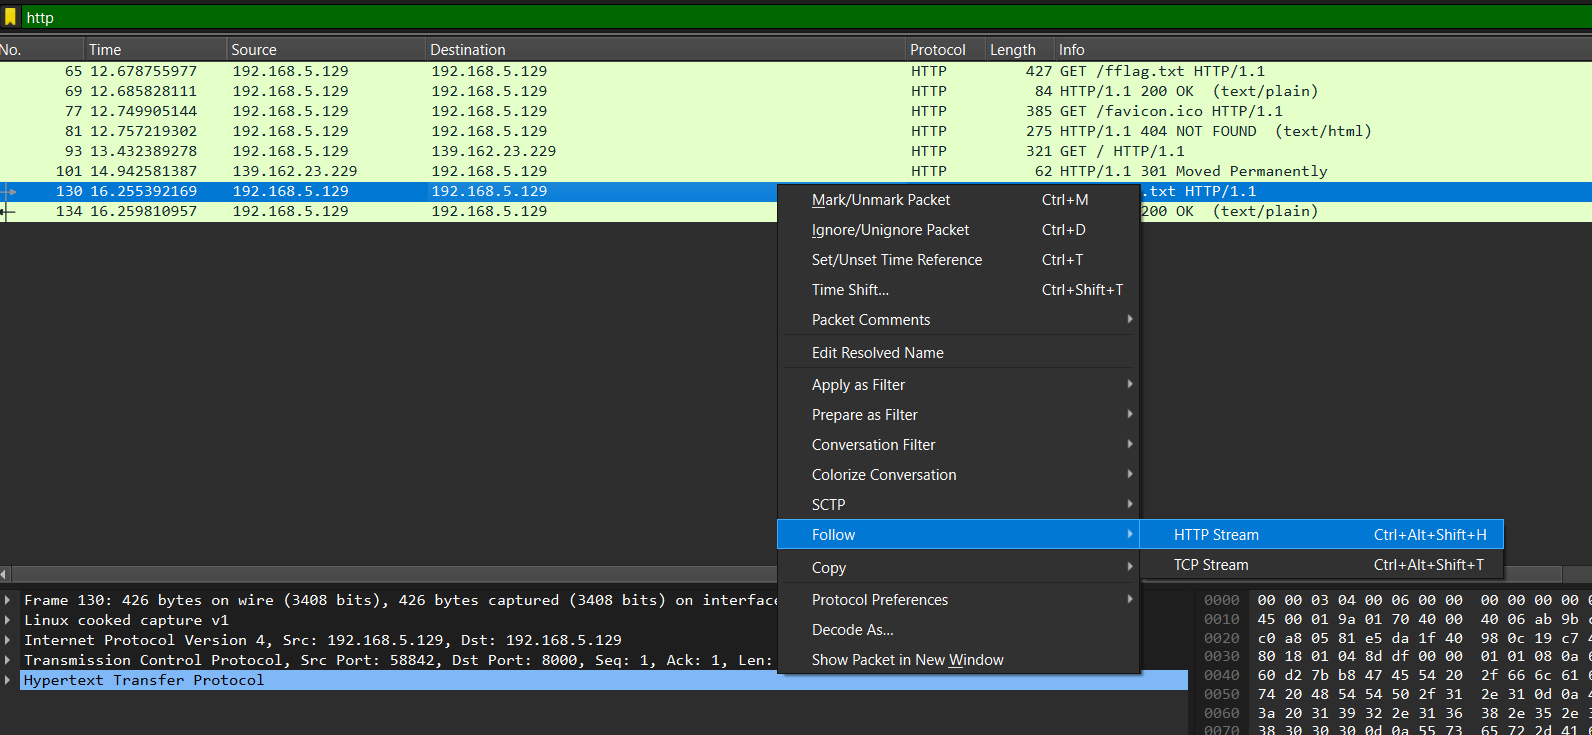 http
No. Time Source Destination Protocol Length Info
65 12.678755977 192.168.5.129 192.168.5.129 HTTP 427 GET /fflag.txt HTTP/1.1
69 12.685828111 192.168.5.129 192.168.5.129 HTTP 84 HTTP/1.1 200 OK (text/plain)
77 12.749905144 192.168.5.129 192.168.5.129 HTTP 385 GET /favicon.ico HTTP/1.1
81 12.757219302 192.168.5.129 192.168.5.129 HTTP 275 HTTP/1.1 404 NOT FOUND (text/html)
93 13.432389278 192.168.5.129 139.162.23.229 HTTP 321 GET / HTTP/1.1
101 14.942581387 139.162.23.229 192.168.5.129 HTTP 62 HTTP/1.1 301 Moved Permanently
130 16.255392169 192.168.5.129 192.168.5.129 .txt HTTP/1.1
134 16.259810957 192.168.5.129 192.168.5.129 200 OK (text/plain)
Mark/Unmark Packet Ctrl+M
Ignore/Unignore Packet Ctrl+D
Set/Unset Time Reference Ctrl+T
Time Shift... Ctrl+Shift+T
Packet Comments
Edit Resolved Name
Apply as Filter
Prepare as Filter
Conversation Filter
Colorize Conversation
SCTP
Follow
HTTP Stream Ctrl+Alt+Shift+H
TCP Stream Ctrl+Alt+Shift+T
Copy
Protocol Preferences
Decode As...
Show Packet in New Window
Frame 130: 426 bytes on wire (3408 bits), 426 bytes captured (3408 bits) on interface
Linux cooked capture v1
Internet Protocol Version 4, Src: 192.168.5.129, Dst: 192.168.5.129
Transmission Control Protocol, Src Port: 58842, Dst Port: 8000, Seq: 1, Ack: 1, Len:
Hypertext Transfer Protocol
0000 00 00 03 04 00 06 00 00 00 00 00 00 0
0010 45 00 01 9a 01 70 40 00 40 06 ab 9b c
0020 c0 a8 05 81 e5 da 1f 40 98 0c 19 c7 4
0030 80 18 01 04 8d df 00 00 01 01 08 0a
0040 60 d2 7b b8 47 45 54 20 2f 66 6c 61
0050 74 20 48 54 54 50 2f 31 2e 31 0d 0a 4
0060 3a 20 31 39 32 2e 31 36 38 2e 35 2e 3
0070 38 30 30 30 0d 0a 55 73 65 72 2d 41